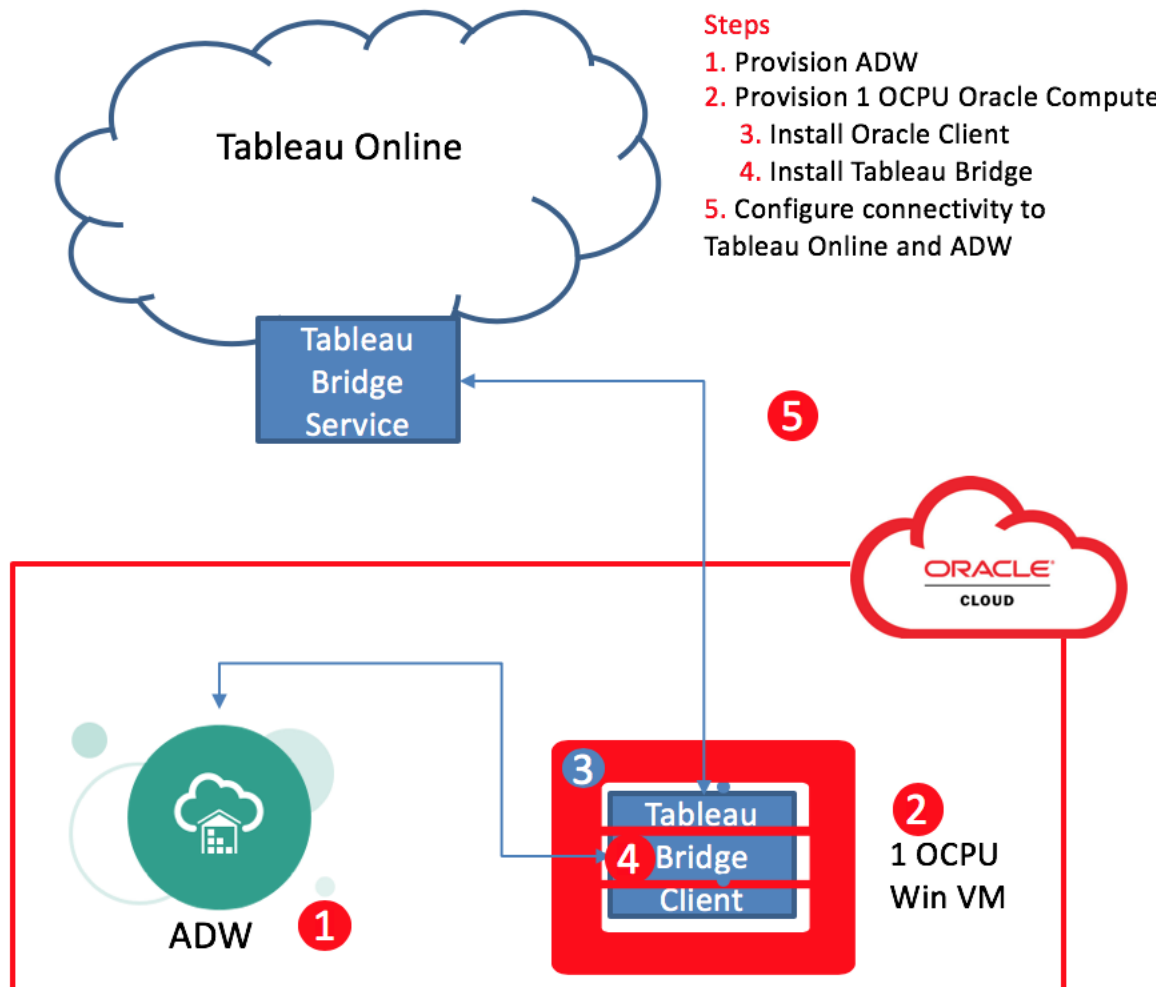 Steps
1. Provision ADW
2. Provision 1 OCPU Oracle Compute
3. Install Oracle Client
4. Install Tableau Bridge
5. Configure connectivity to
Tableau Online and ADW
Tableau Online
Tableau
Bridge
Service
5
ORACLE
CLOUD
3
Tableau
4
Bridge
Client
2
1 OCPU
Win VM
ADW
1